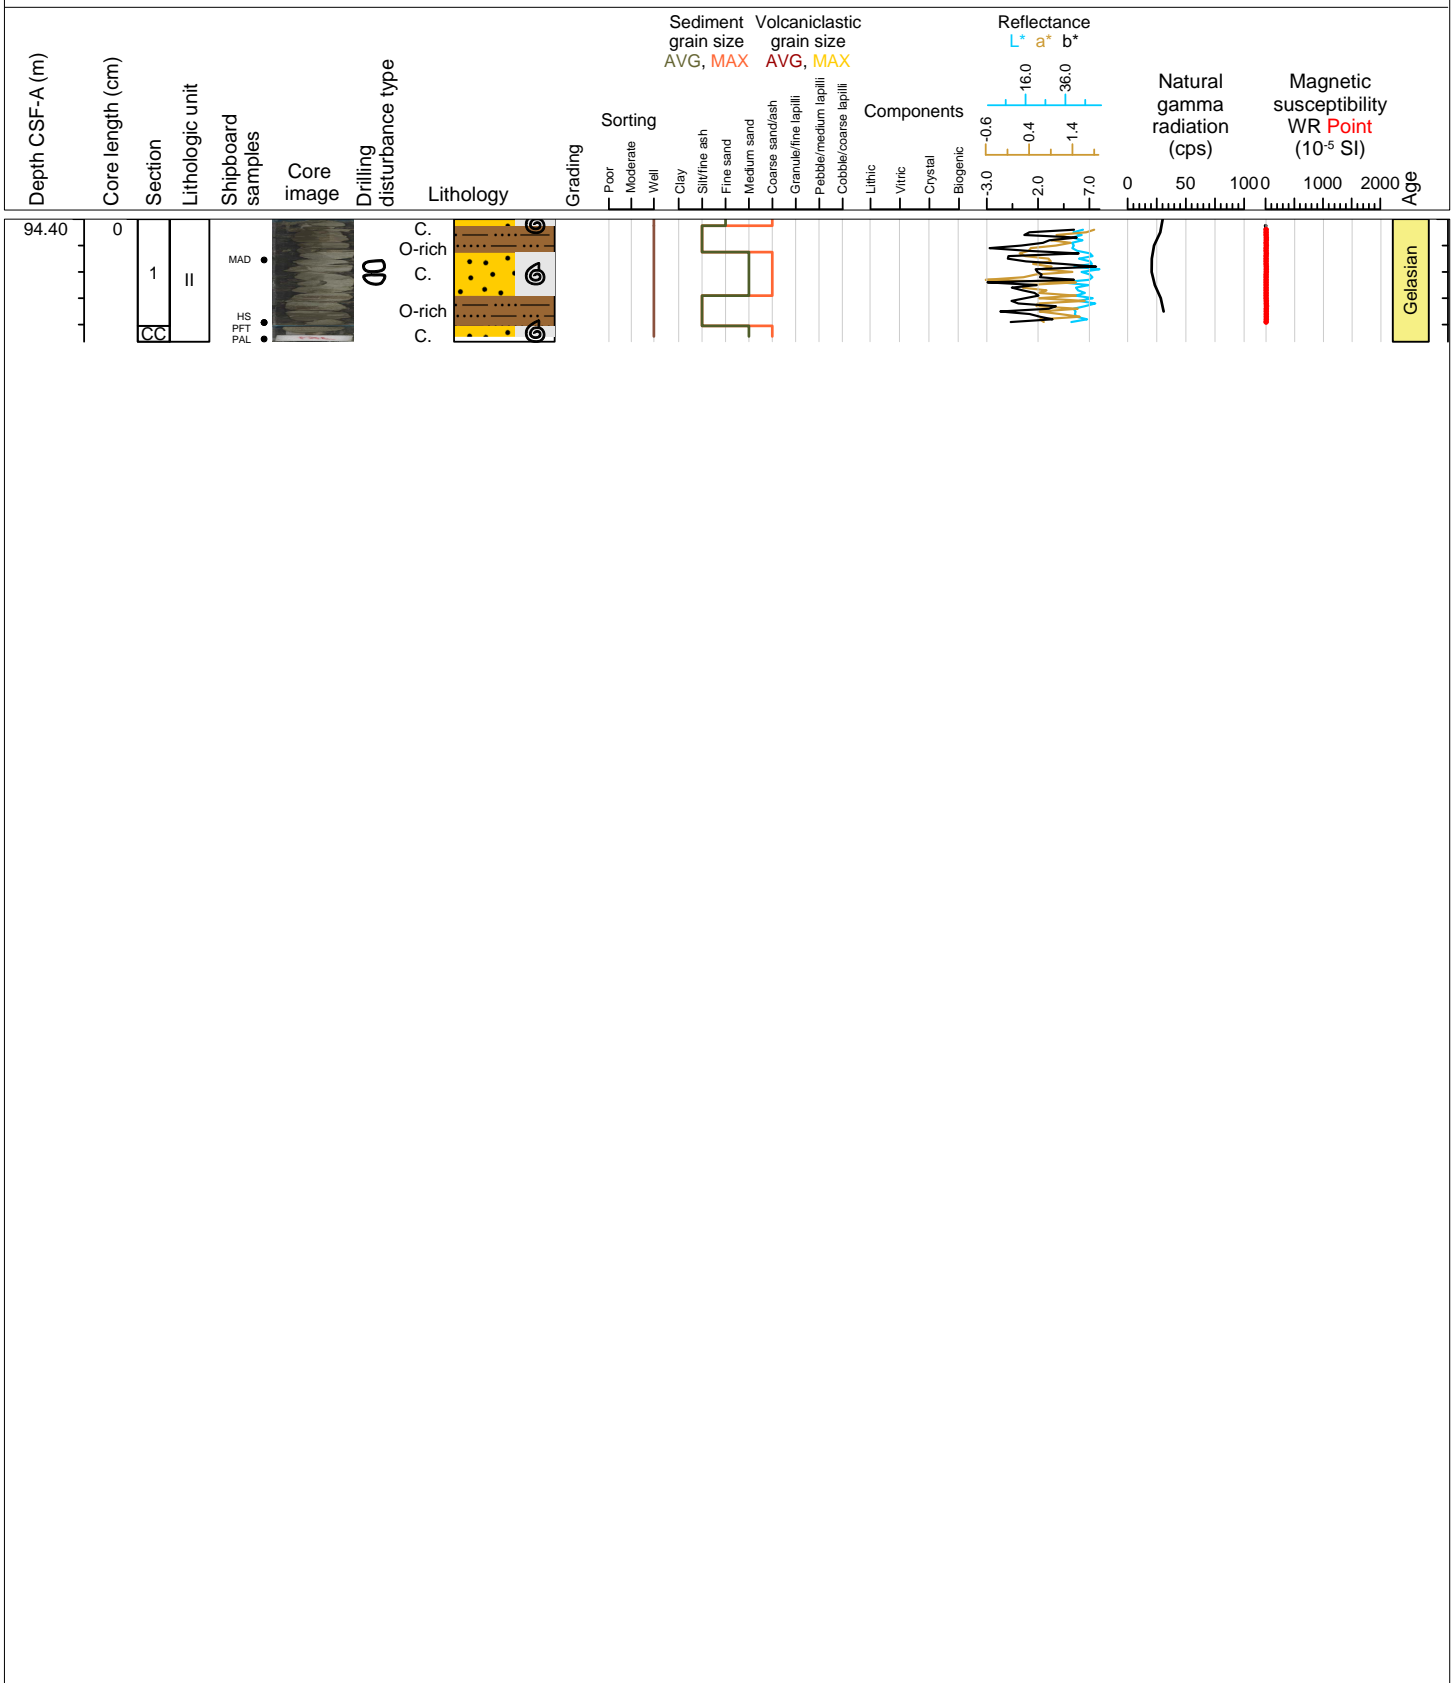 Depth CSF-A (m)
Core length (cm)
Section
Lithologic unit
Shipboard
samples
Core
image
Drilling
disturbance type
Lithology
Grading
Sorting
Poor
Moderate
Well
Sediment
grain size
AVG, MAX
Volcaniclastic
grain size
AVG, MAX
Clay
Silt/fine ash
Fine sand
Medium sand
Coarse sand/ash
Granule/fine lapilli
Pebble/medium lapilli
Cobble/coarse lapilli
Components
Lithic
Vitric
Crystal
Biogenic
Reflectance
L* a* b*
16.0 36.0
-0.6 0.4 1.4
-3.0 2.0 7.0
Natural
gamma
radiation
(cps)
0 50 100
Magnetic
susceptibility
WR Point
(10-5 SI)
0 1000 2000
Age
94.40
0
1
CC
II
MAD
HS
PFT
PAL
C.
O-rich
C.
O-rich
C.
Gelasian